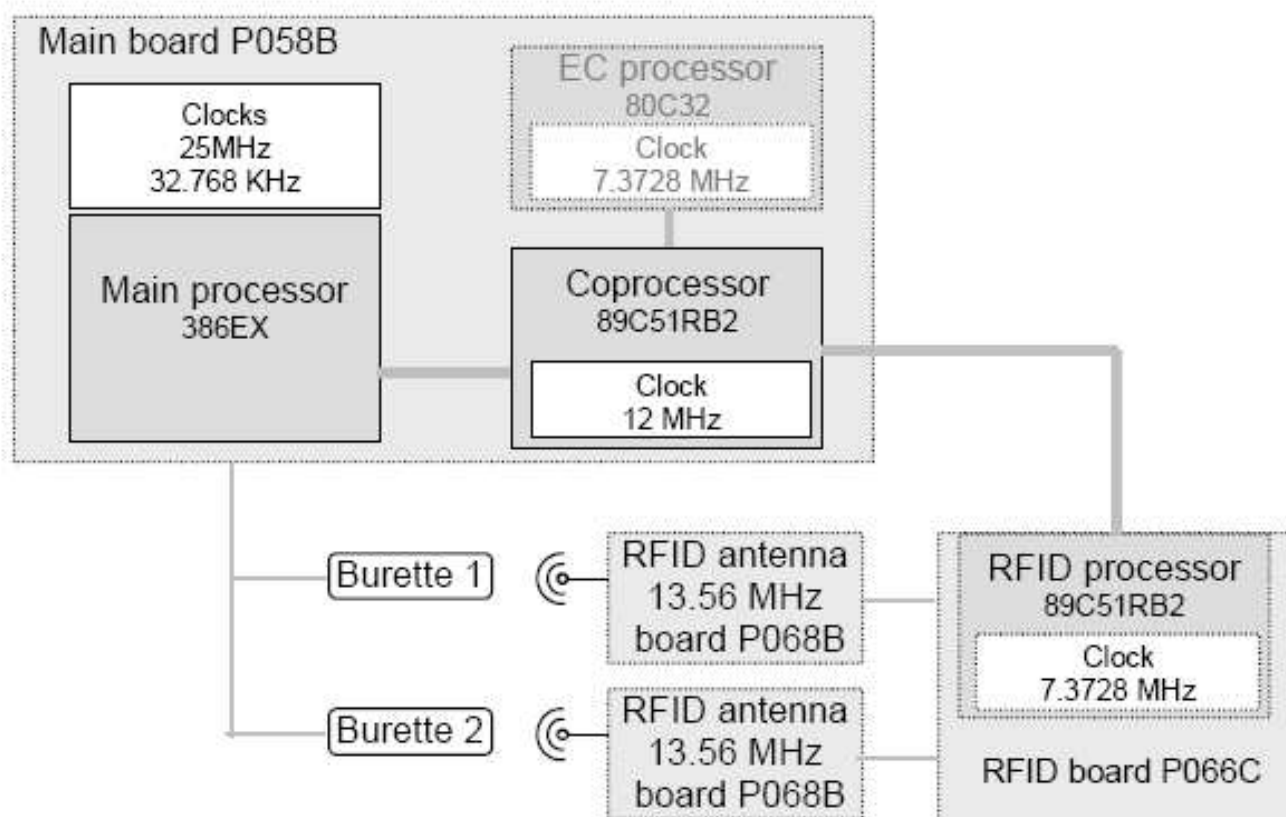 Main board P058B
Clocks
25MHz
32.768 KHz
Main processor
386EX
EC processor
80C32
Clock
7.3728 MHz
Coprocessor
89C51RB2
Clock
12 MHz
Burette 1
RFID antenna
13.56 MHz
board P068B
Burette 2
RFID antenna
13.56 MHz
board P068B
RFID processor
89C51RB2
Clock
7.3728 MHz
RFID board P066C